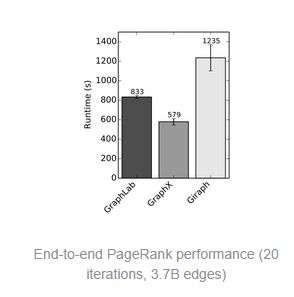 1400
1200
1000
800
600
400
200
0
Runtime (s)
833
579
1235
GraphLab
GraphX
Giraph
End-to-end PageRank performance (20
iterations, 3.7B edges)